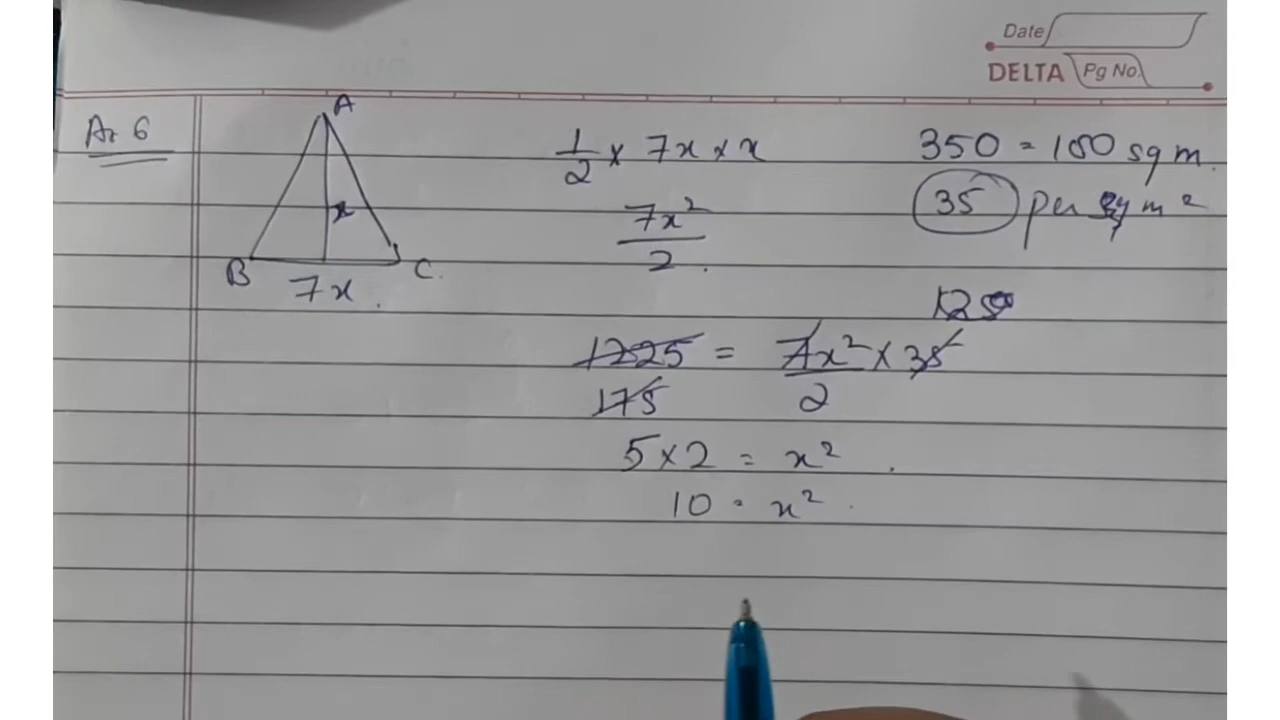 Date
DELTA Pg No.
Ar 6
A
x
B
C
7x
1/2 × 7x × x
7x²/2
350 = 100 sq m
35 per sq m²
1225 = 7x²/2 × 35
175
5 × 2 = x²
10 = x²